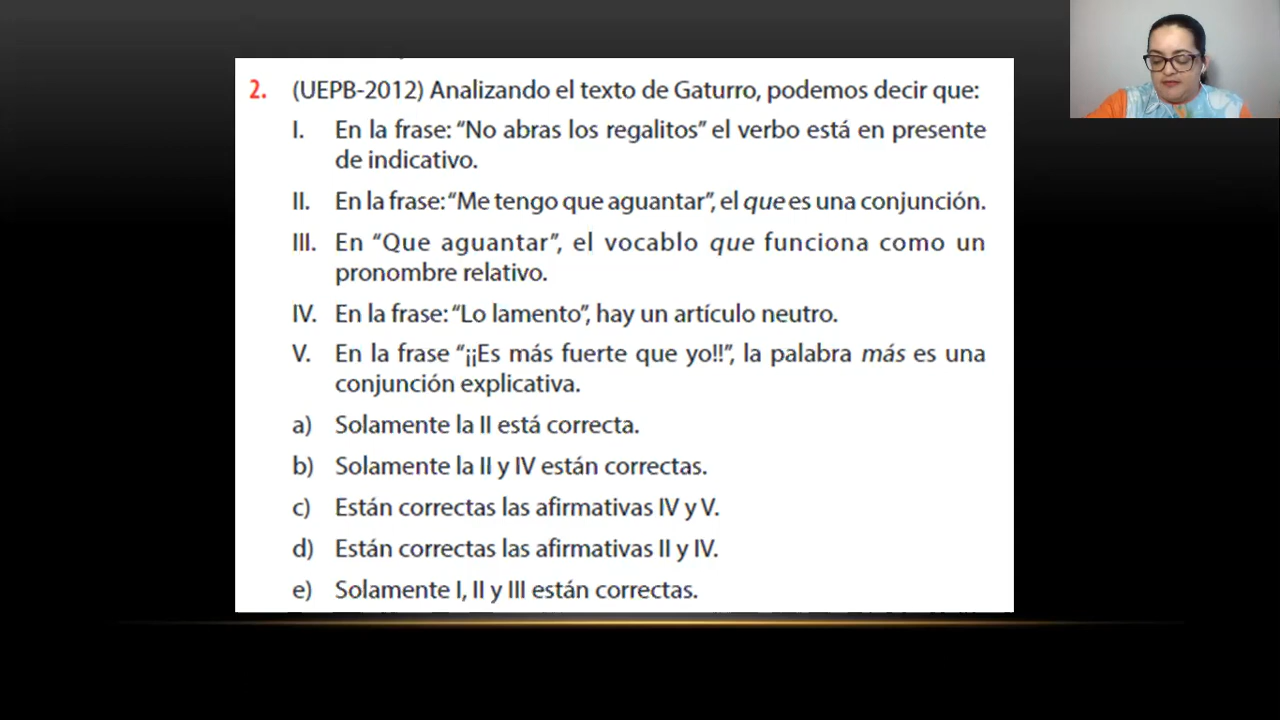 2. (UEPB-2012) Analizando el texto de Gaturro, podemos decir que:
I. En la frase: “No abras los regalitos” el verbo está en presente
de indicativo.
II. En la frase: “Me tengo que aguantar”, el que es una conjunción.
III. En “Que aguantar”, el vocablo que funciona como un
pronombre relativo.
IV. En la frase: “Lo lamento”, hay un artículo neutro.
V. En la frase “¡¡Es más fuerte que yo!!”, la palabra más es una
conjunción explicativa.
a) Solamente la II está correcta.
b) Solamente la II y IV están correctas.
c) Están correctas las afirmativas IV y V.
d) Están correctas las afirmativas II y IV.
e) Solamente I, II y III están correctas.